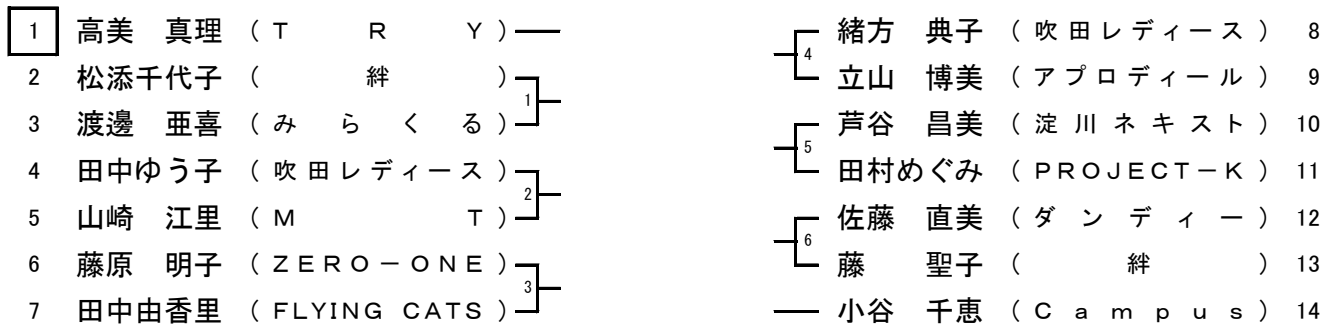 1 高美 真理 （ＴＲＹ）
2 松添千代子 （絆）
1
3 渡邊 亜喜 （みらくる）
4 田中ゆう子 （吹田レディース）
2
5 山崎 江里 （ＭＴ）
6 藤原 明子 （ＺＥＲＯ－ＯＮＥ）
3
7 田中由香里 （FLYING CATS）
緒方 典子 （吹田レディース） 8
4
立山 博美 （アプロディール） 9
芦谷 昌美 （淀川ネキスト） 10
5
田村めぐみ （ＰＲＯＪＥＣＴ－Ｋ） 11
佐藤 直美 （ダンディー） 12
6
藤 聖子 （絆） 13
小谷 千恵 （Ｃａｍｐｕｓ） 14